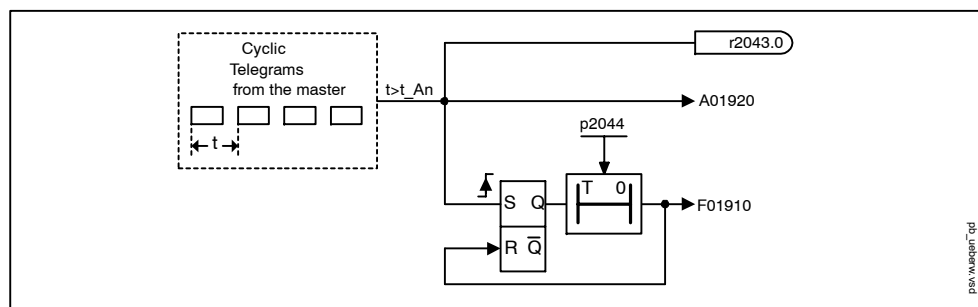 Cyclic
Telegrams
from the master
t
t>t_An
r2043.0
A01920
p2044
S Q
T 0
F01910
R Q̅
pb_ueberw.vsd